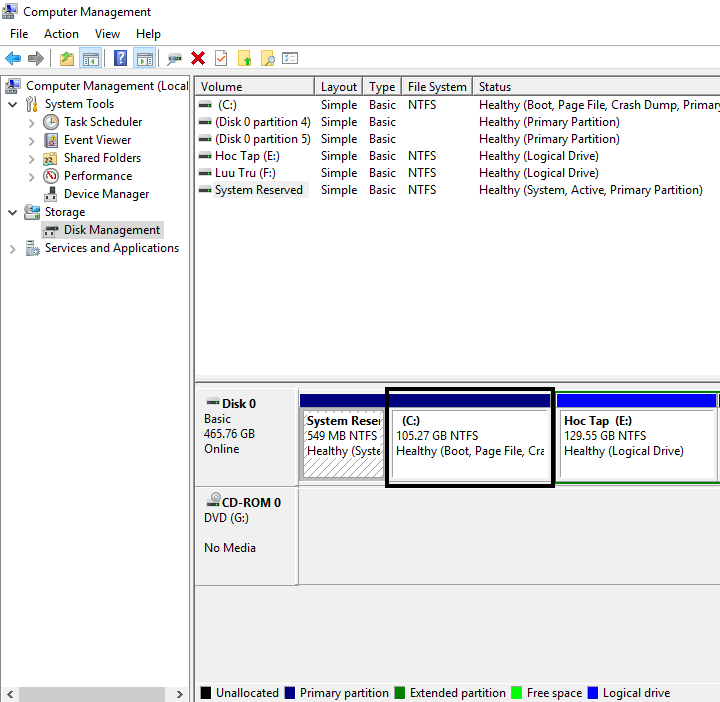 Computer Management
File Action View Help
Computer Management (Local
System Tools
Task Scheduler
Event Viewer
Shared Folders
Performance
Device Manager
Storage
Disk Management
Services and Applications
Volume Layout Type File System Status
(C:) Simple Basic NTFS Healthy (Boot, Page File, Crash Dump, Primary
(Disk 0 partition 4) Simple Basic Healthy (Primary Partition)
(Disk 0 partition 5) Simple Basic Healthy (Primary Partition)
Hoc Tap (E:) Simple Basic NTFS Healthy (Logical Drive)
Luu Tru (F:) Simple Basic NTFS Healthy (Logical Drive)
System Reserved Simple Basic NTFS Healthy (System, Active, Primary Partition)
Disk 0
Basic
465.76 GB
Online
System Reser
549 MB NTFS
Healthy (Syste
(C:)
105.27 GB NTFS
Healthy (Boot, Page File, Cra
Hoc Tap (E:)
129.55 GB NTFS
Healthy (Logical Drive)
CD-ROM 0
DVD (G:)
No Media
Unallocated Primary partition Extended partition Free space Logical drive